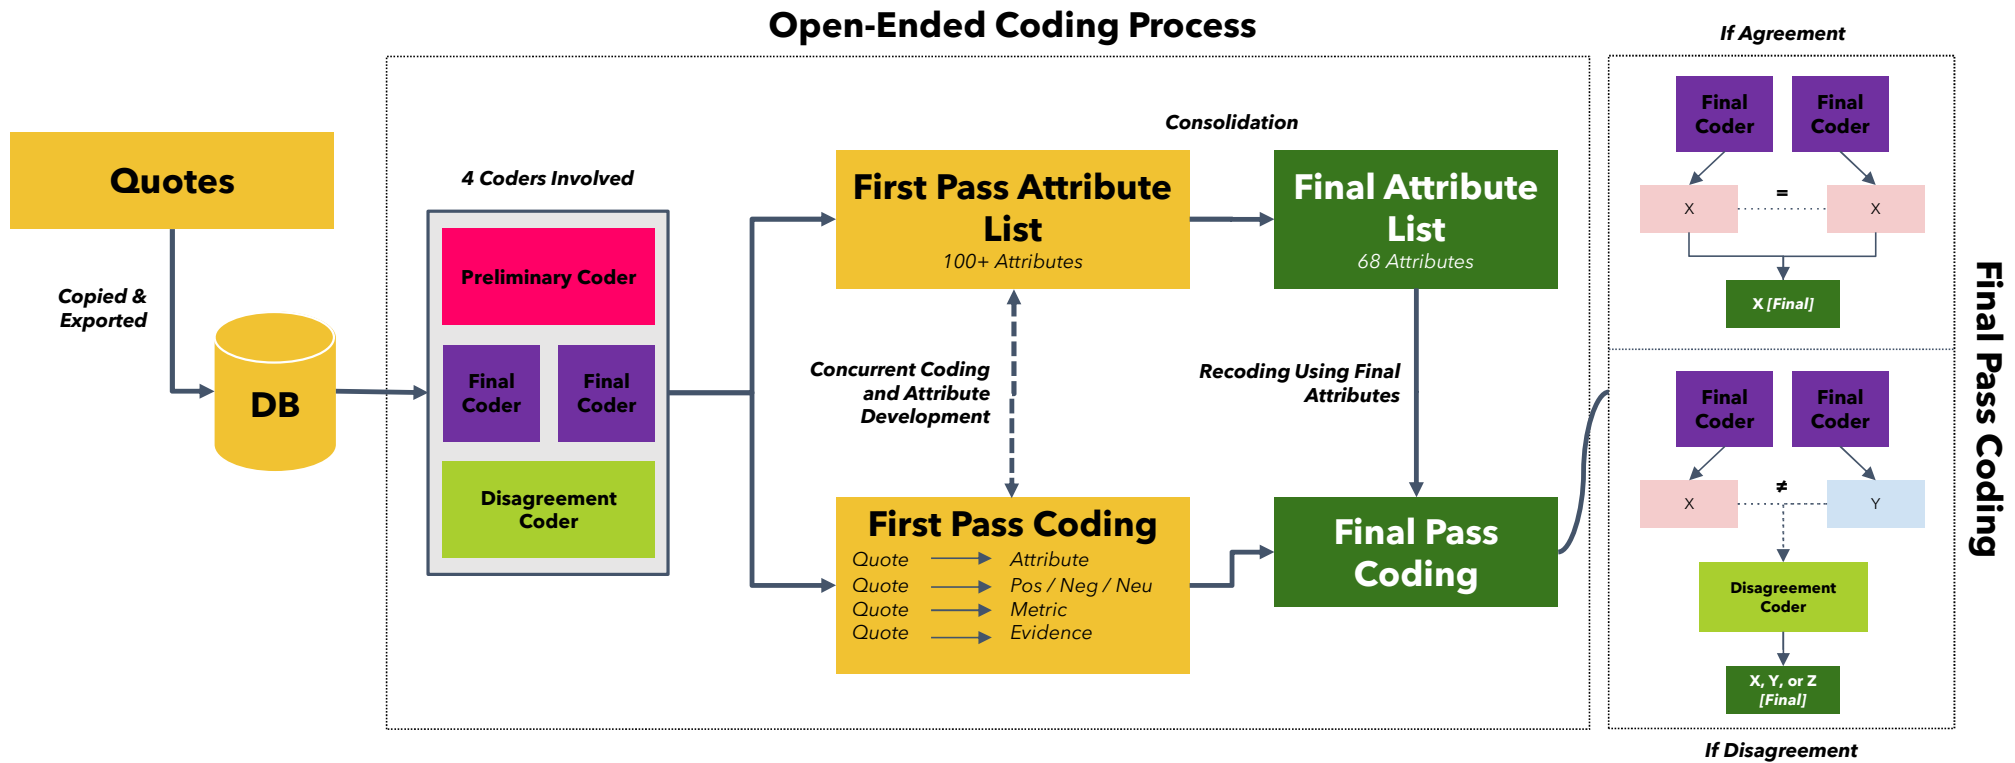 Open-Ended Coding Process
Quotes
Copied &
Exported
DB
4 Coders Involved
Preliminary Coder
Final
Coder
Final
Coder
Disagreement
Coder
First Pass Attribute
List
100+ Attributes
Consolidation
Final Attribute
List
68 Attributes
Concurrent Coding
and Attribute
Development
Recoding Using Final
Attributes
First Pass Coding
Quote Attribute
Quote Pos / Neg / Neu
Quote Metric
Quote Evidence
Final Pass
Coding
If Agreement
Final
Coder
Final
Coder
X = X
X [Final]
Final
Coder
Final
Coder
X ≠ Y
Disagreement
Coder
X, Y, or Z
[Final]
If Disagreement
Final Pass Coding